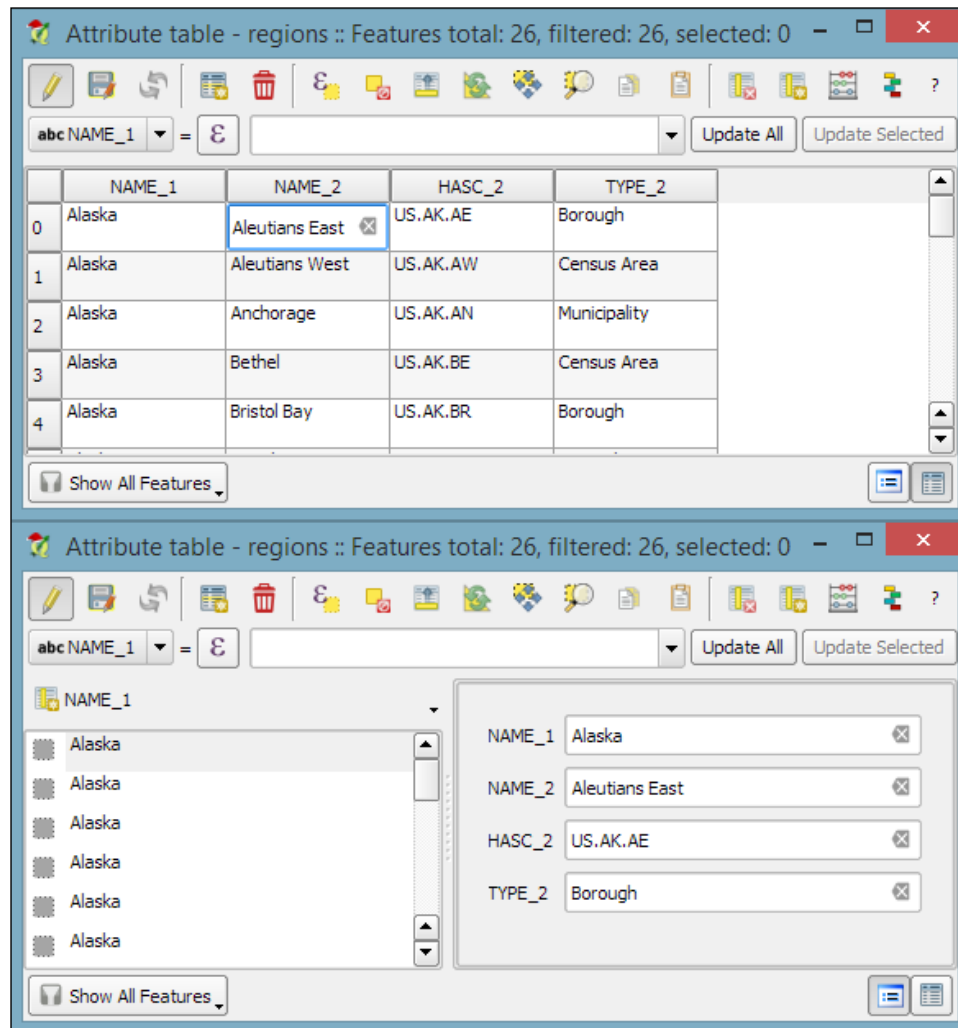 Attribute table - regions :: Features total: 26, filtered: 26, selected: 0
ε ?
abc NAME_1 = ε Update All Update Selected
NAME_1 NAME_2 HASC_2 TYPE_2
0 Alaska Aleutians East US.AK.AE Borough
1 Alaska Aleutians West US.AK.AW Census Area
2 Alaska Anchorage US.AK.AN Municipality
3 Alaska Bethel US.AK.BE Census Area
4 Alaska Bristol Bay US.AK.BR Borough
Show All Features
Attribute table - regions :: Features total: 26, filtered: 26, selected: 0
ε ?
abc NAME_1 = ε Update All Update Selected
NAME_1
Alaska
Alaska
Alaska
Alaska
Alaska
Alaska
NAME_1 Alaska
NAME_2 Aleutians East
HASC_2 US.AK.AE
TYPE_2 Borough
Show All Features